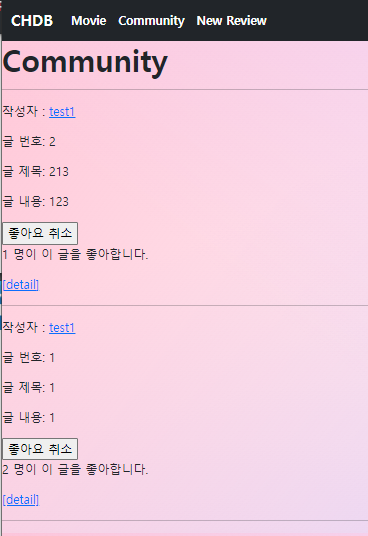 CHDB Movie Community New Review
Community
작성자 : test1
글 번호: 2
글 제목: 213
글 내용: 123
좋아요 취소
1 명이 이 글을 좋아합니다.
[detail]
작성자 : test1
글 번호: 1
글 제목: 1
글 내용: 1
좋아요 취소
2 명이 이 글을 좋아합니다.
[detail]